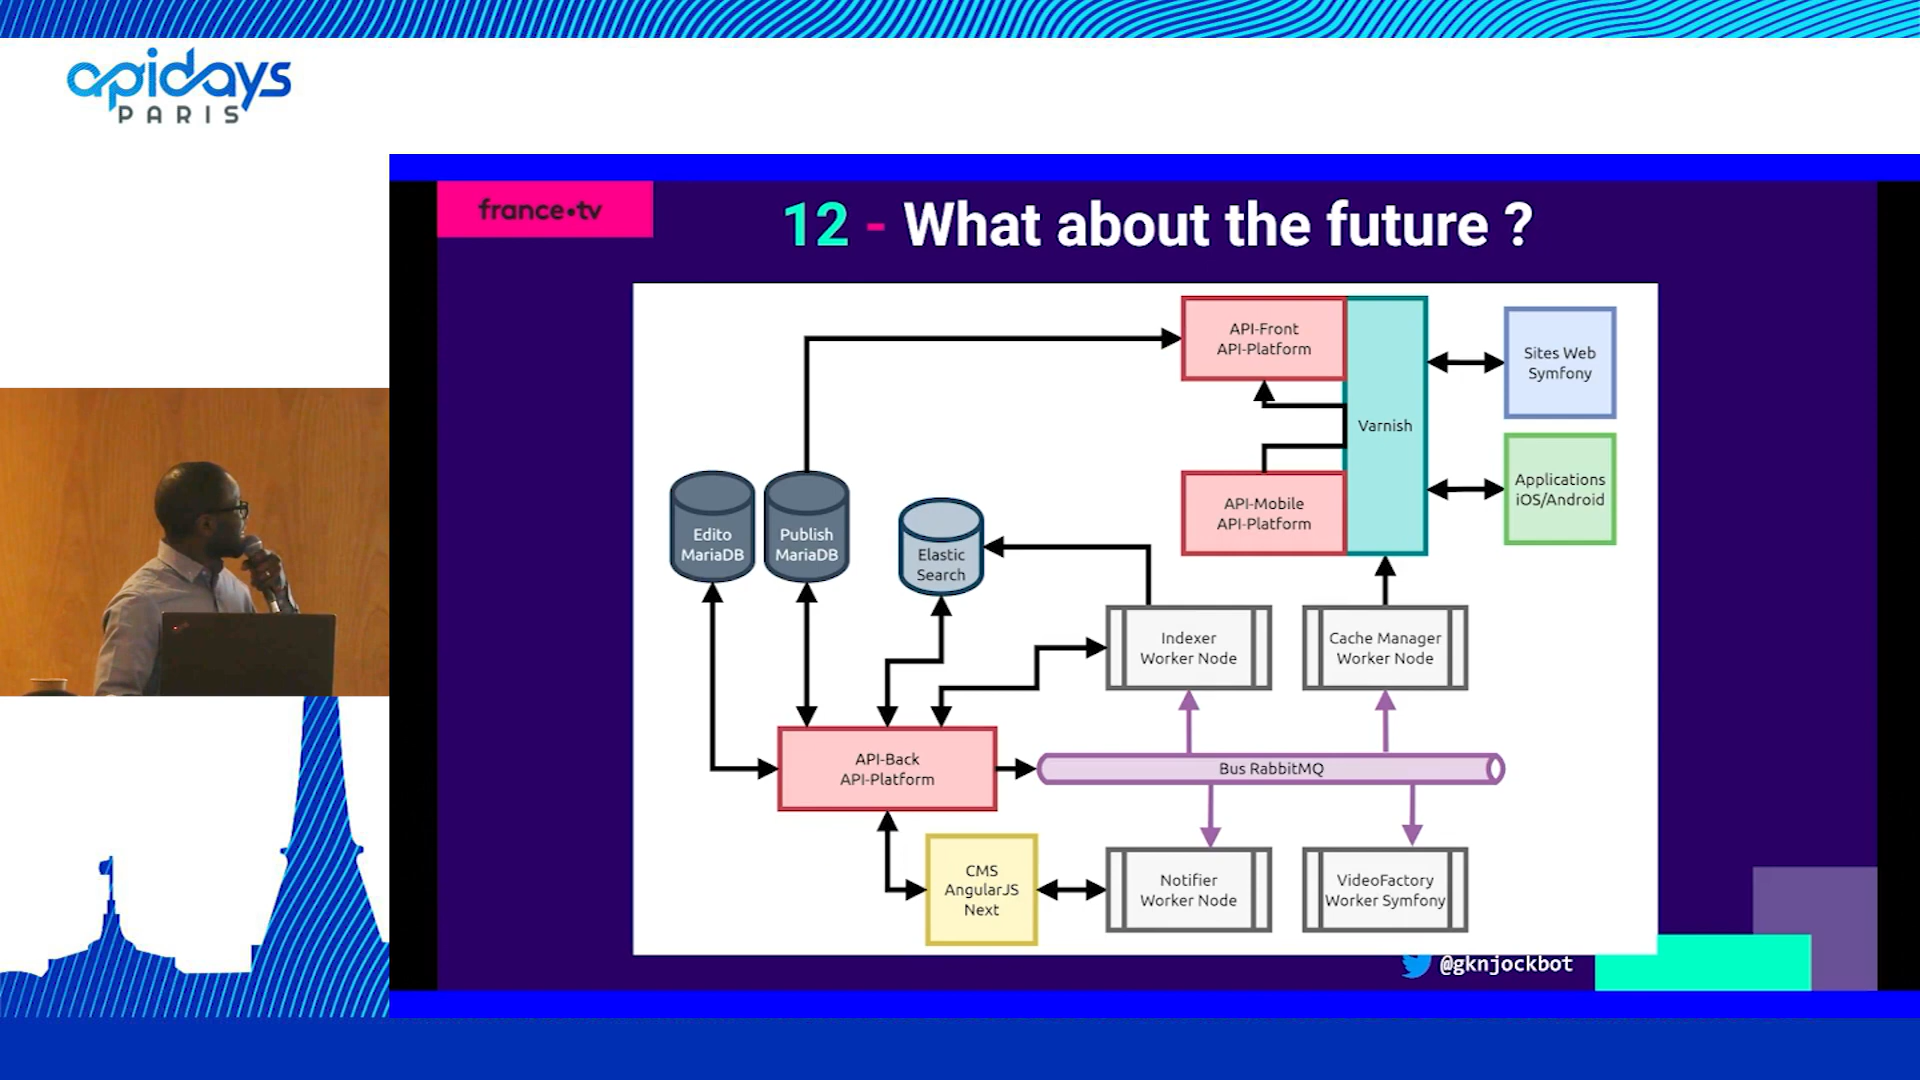 apidays
PARIS
france•tv
12 - What about the future ?
API-Front
API-Platform
Varnish
Sites Web
Symfony
Applications
iOS/Android
API-Mobile
API-Platform
Edito
MariaDB
Publish
MariaDB
Elastic
Search
Indexer
Worker Node
Cache Manager
Worker Node
API-Back
API-Platform
Bus RabbitMQ
CMS
AngularJS
Next
Notifier
Worker Node
VideoFactory
Worker Symfony
@gknjockbot